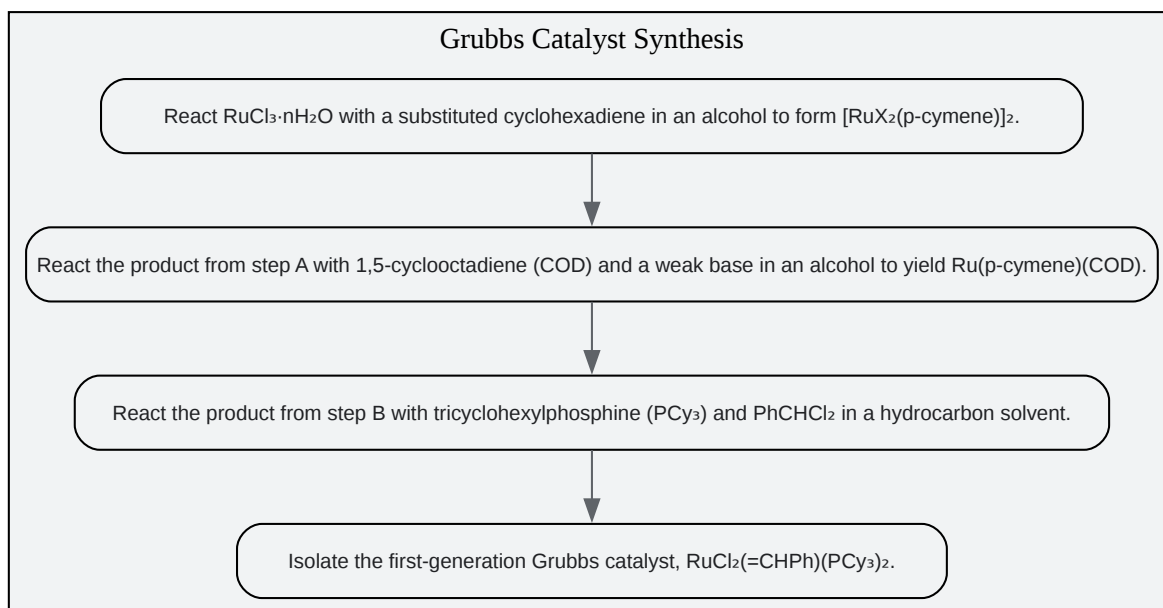 Grubbs Catalyst Synthesis
React RuCl₃·nH₂O with a substituted cyclohexadiene in an alcohol to form [RuX₂(p-cymene)]₂.
React the product from step A with 1,5-cyclooctadiene (COD) and a weak base in an alcohol to yield Ru(p-cymene)(COD).
React the product from step B with tricyclohexylphosphine (PCy₃) and PhCHCl₂ in a hydrocarbon solvent.
Isolate the first-generation Grubbs catalyst, RuCl₂(=CHPh)(PCy₃)₂.